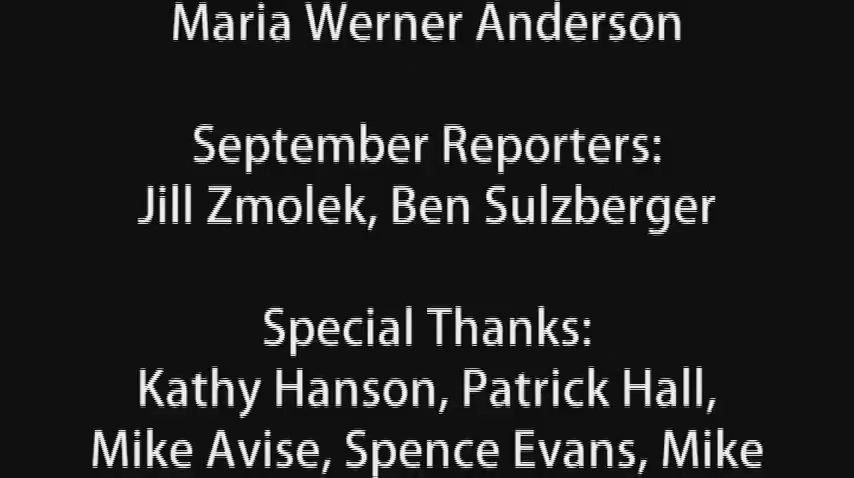 Maria Werner Anderson
September Reporters:
Jill Zmolek, Ben Sulzberger
Special Thanks:
Kathy Hanson, Patrick Hall,
Mike Avise, Spence Evans, Mike